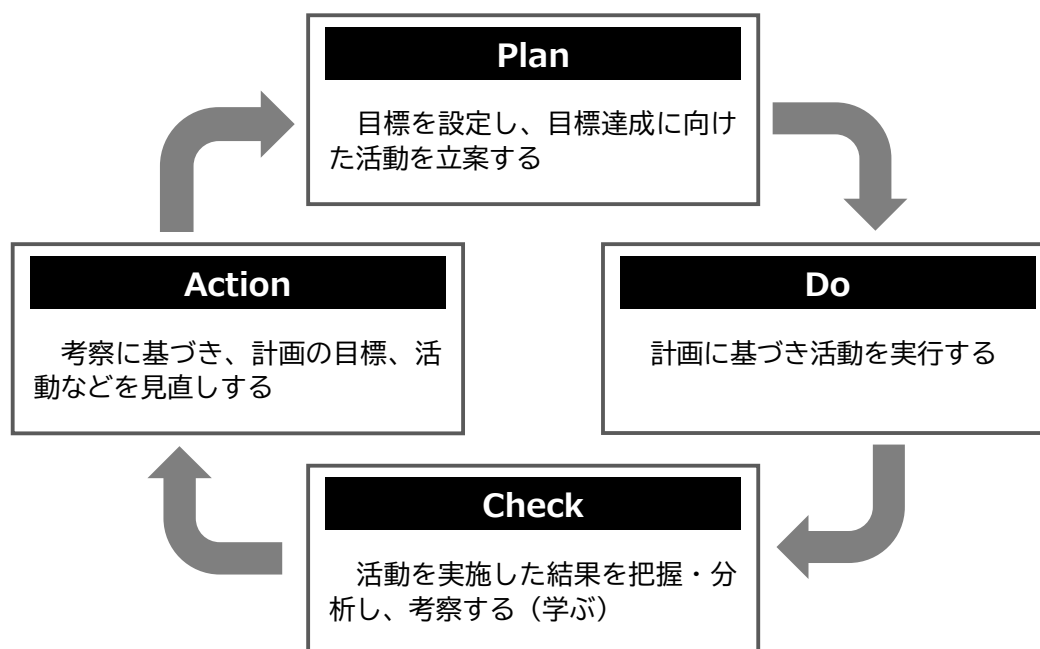 Plan
　目標を設定し、目標達成に向け
た活動を立案する
Action
　考察に基づき、計画の目標、活
動などを見直しする
Do
　計画に基づき活動を実行する
Check
　活動を実施した結果を把握・分
析し、考察する（学ぶ）